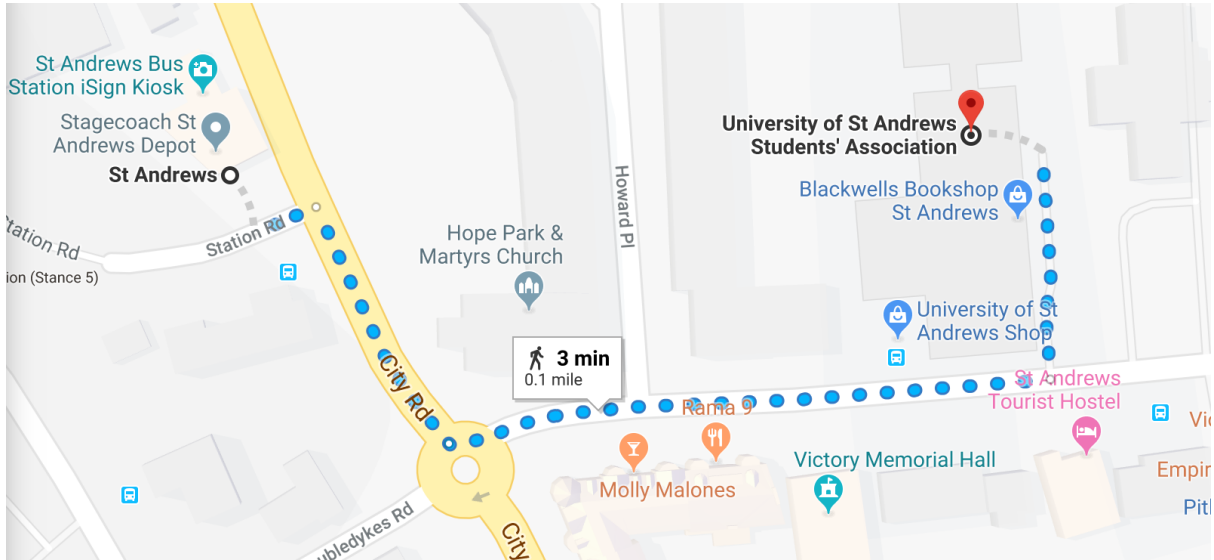 St Andrews Bus
Station iSign Kiosk
Stagecoach St
Andrews Depot
St Andrews
Station Rd
Station Rd
ion (Stance 5)
Hope Park &
Martyrs Church
Howard Pl
University of St Andrews
Students' Association
Blackwells Bookshop
St Andrews
University of St
Andrews Shop
3 min
0.1 mile
City Rd
St Andrews
Tourist Hostel
Rama 9
Molly Malones
Victory Memorial Hall
Vic
Empir
Pitl
ubledykes Rd
City